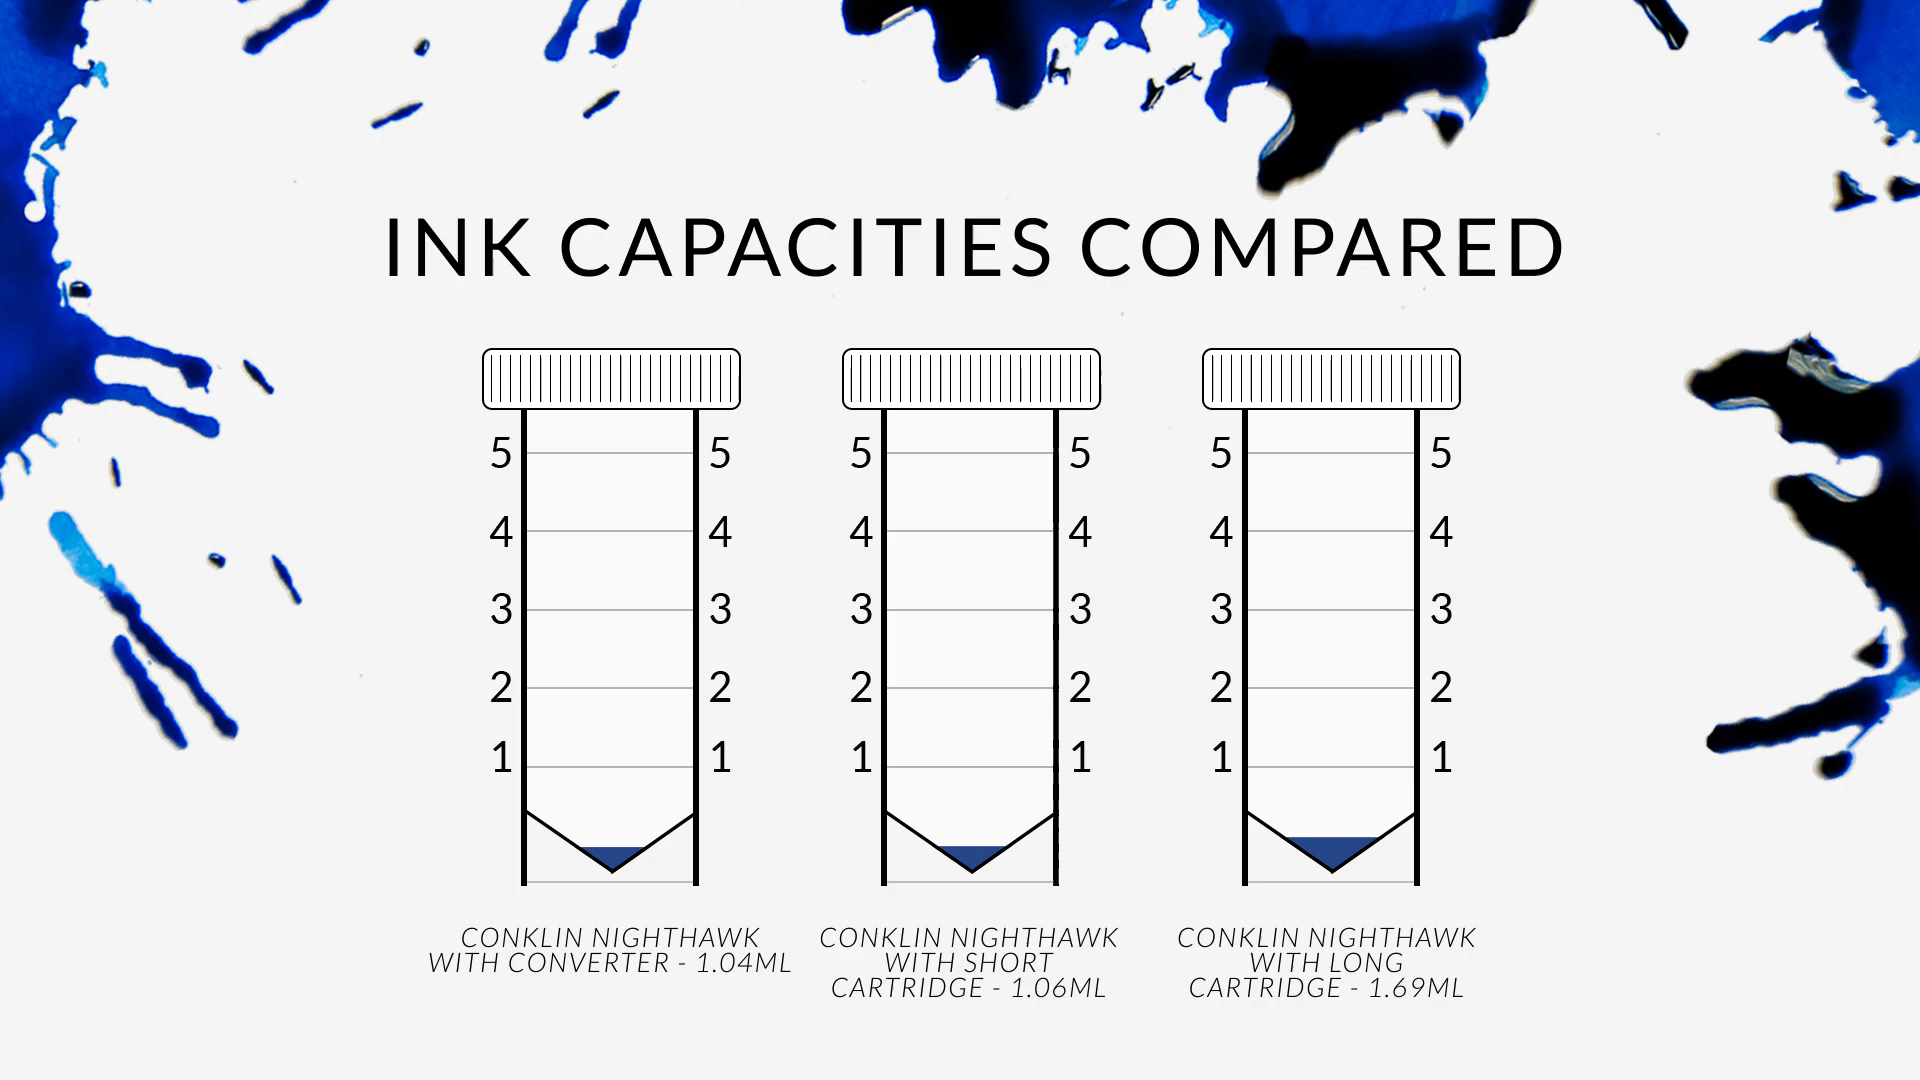 INK CAPACITIES COMPARED
5 5 5 5 5 5
4 4 4 4 4 4
3 3 3 3 3 3
2 2 2 2 2 2
1 1 1 1 1 1
CONKLIN NIGHTHAWK
WITH CONVERTER - 1.04ML
CONKLIN NIGHTHAWK
WITH SHORT
CARTRIDGE - 1.06ML
CONKLIN NIGHTHAWK
WITH LONG
CARTRIDGE - 1.69ML